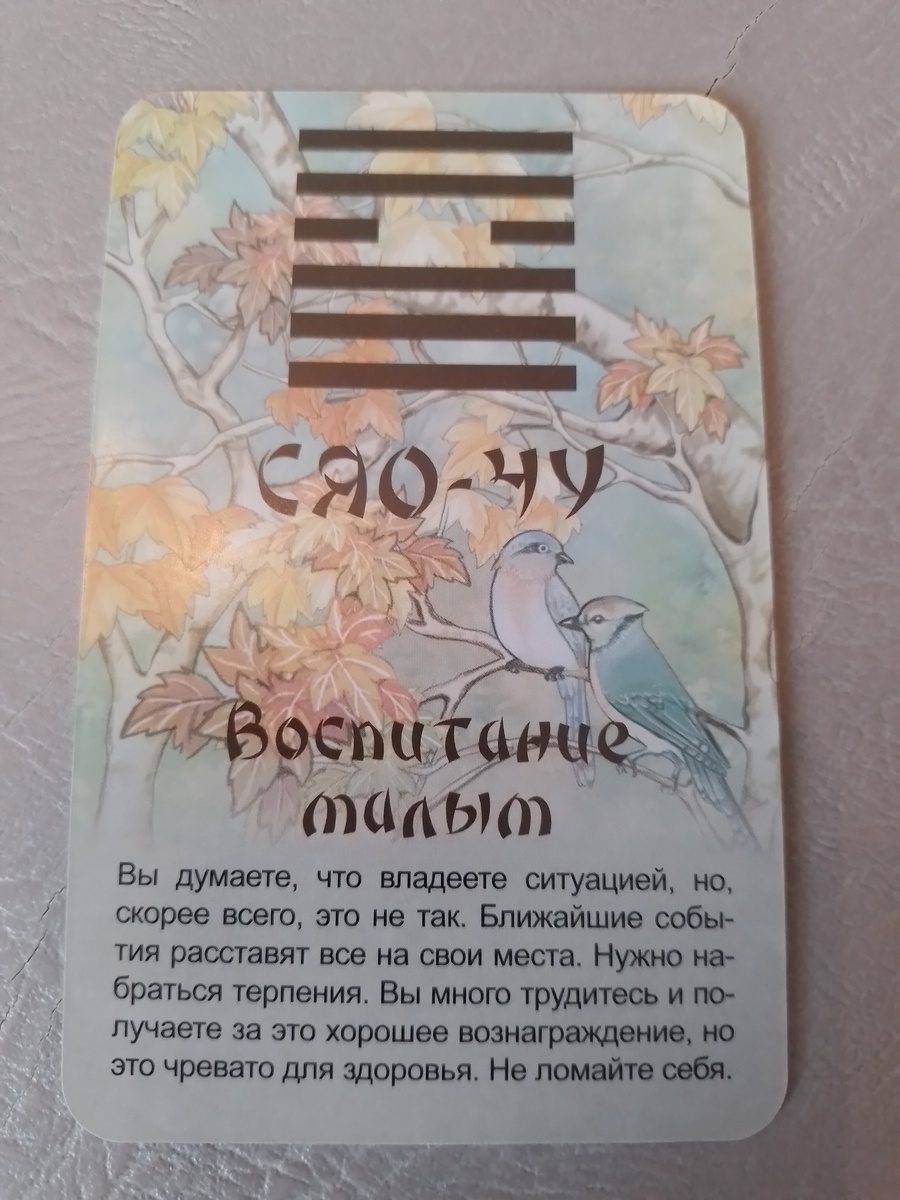 СЯО-ЧУ
Воспитание
малым
Вы думаете, что владеете ситуацией, но,
скорее всего, это не так. Ближайшие собы-
тия расставят все на свои места. Нужно на-
браться терпения. Вы много трудитесь и по-
лучаете за это хорошее вознаграждение, но
это чревато для здоровья. Не ломайте себя.